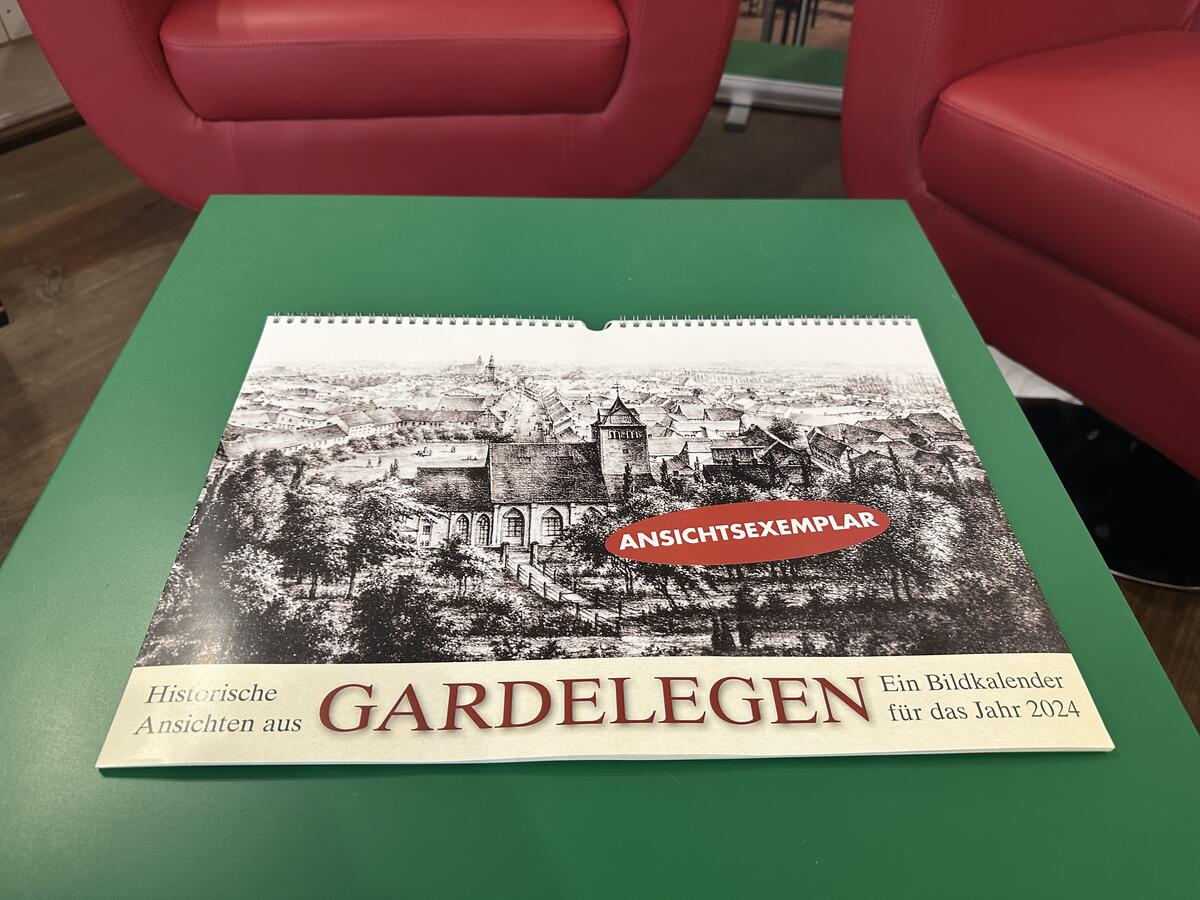 ANSICHTSEXEMPLAR
Historische
Ansichten aus
GARDELEGEN
Ein Bildkalender
für das Jahr 2024